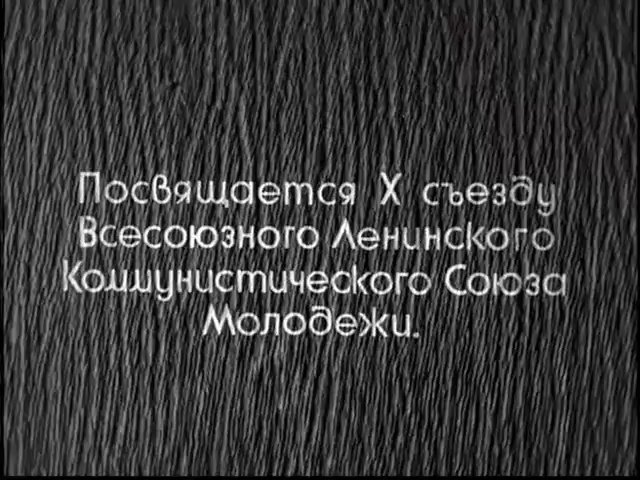 Посвящается X съезду
Всесоюзного Ленинского
Коммунистического Союза
Молодежи.